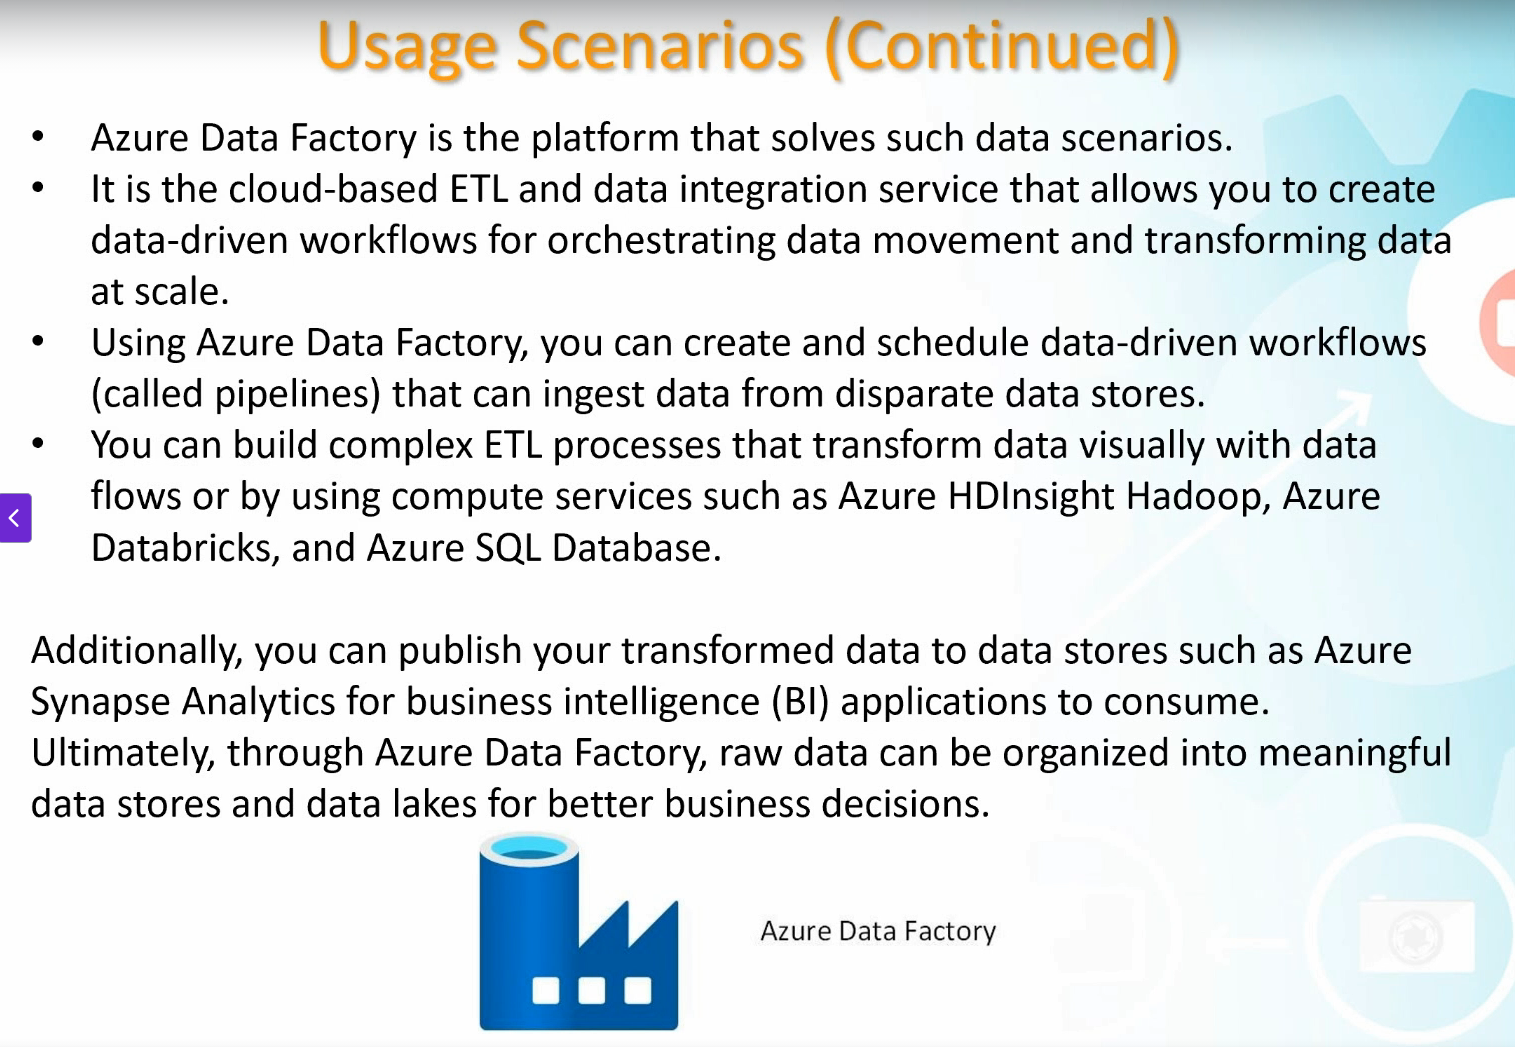 Usage Scenarios (Continued)
• Azure Data Factory is the platform that solves such data scenarios.
• It is the cloud-based ETL and data integration service that allows you to create
data-driven workflows for orchestrating data movement and transforming data
at scale.
• Using Azure Data Factory, you can create and schedule data-driven workflows
(called pipelines) that can ingest data from disparate data stores.
• You can build complex ETL processes that transform data visually with data
flows or by using compute services such as Azure HDInsight Hadoop, Azure
Databricks, and Azure SQL Database.
Additionally, you can publish your transformed data to data stores such as Azure
Synapse Analytics for business intelligence (BI) applications to consume.
Ultimately, through Azure Data Factory, raw data can be organized into meaningful
data stores and data lakes for better business decisions.
Azure Data Factory